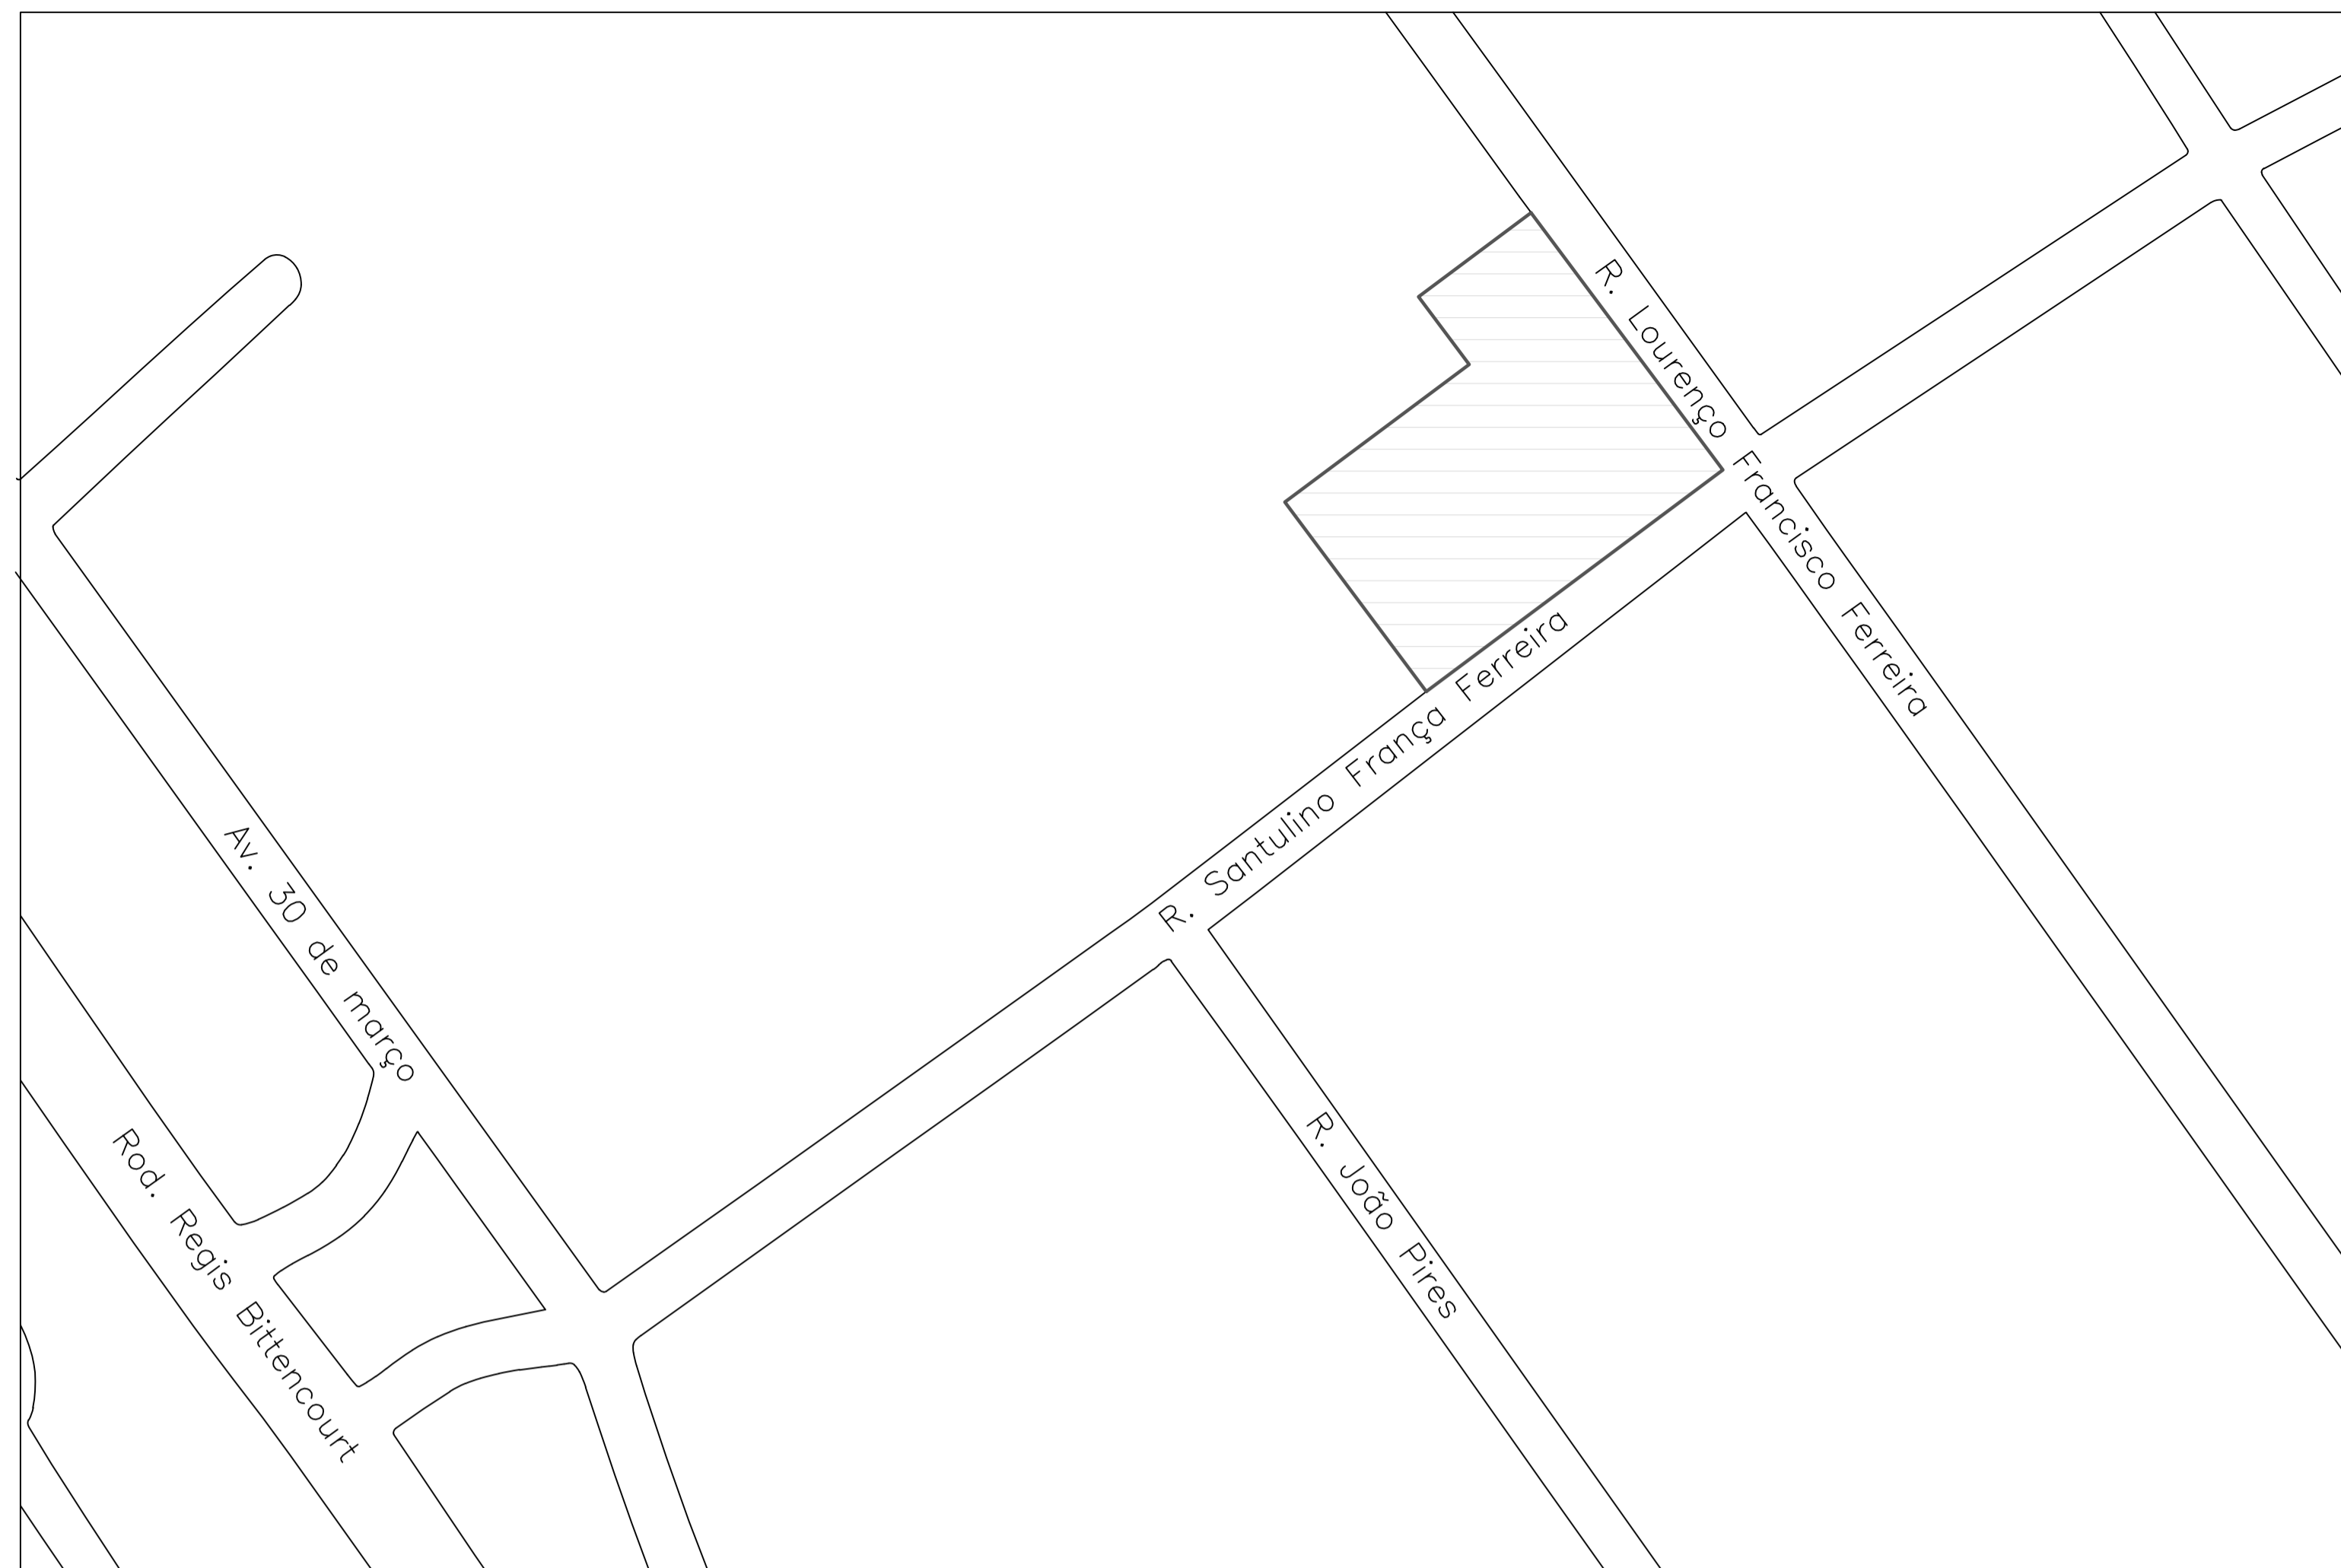 R. Lourenço Francisco Ferreira
R. Santulino França Ferreira
Av. 30 de março
R. João Pires
Rod. Regis Bittencourt